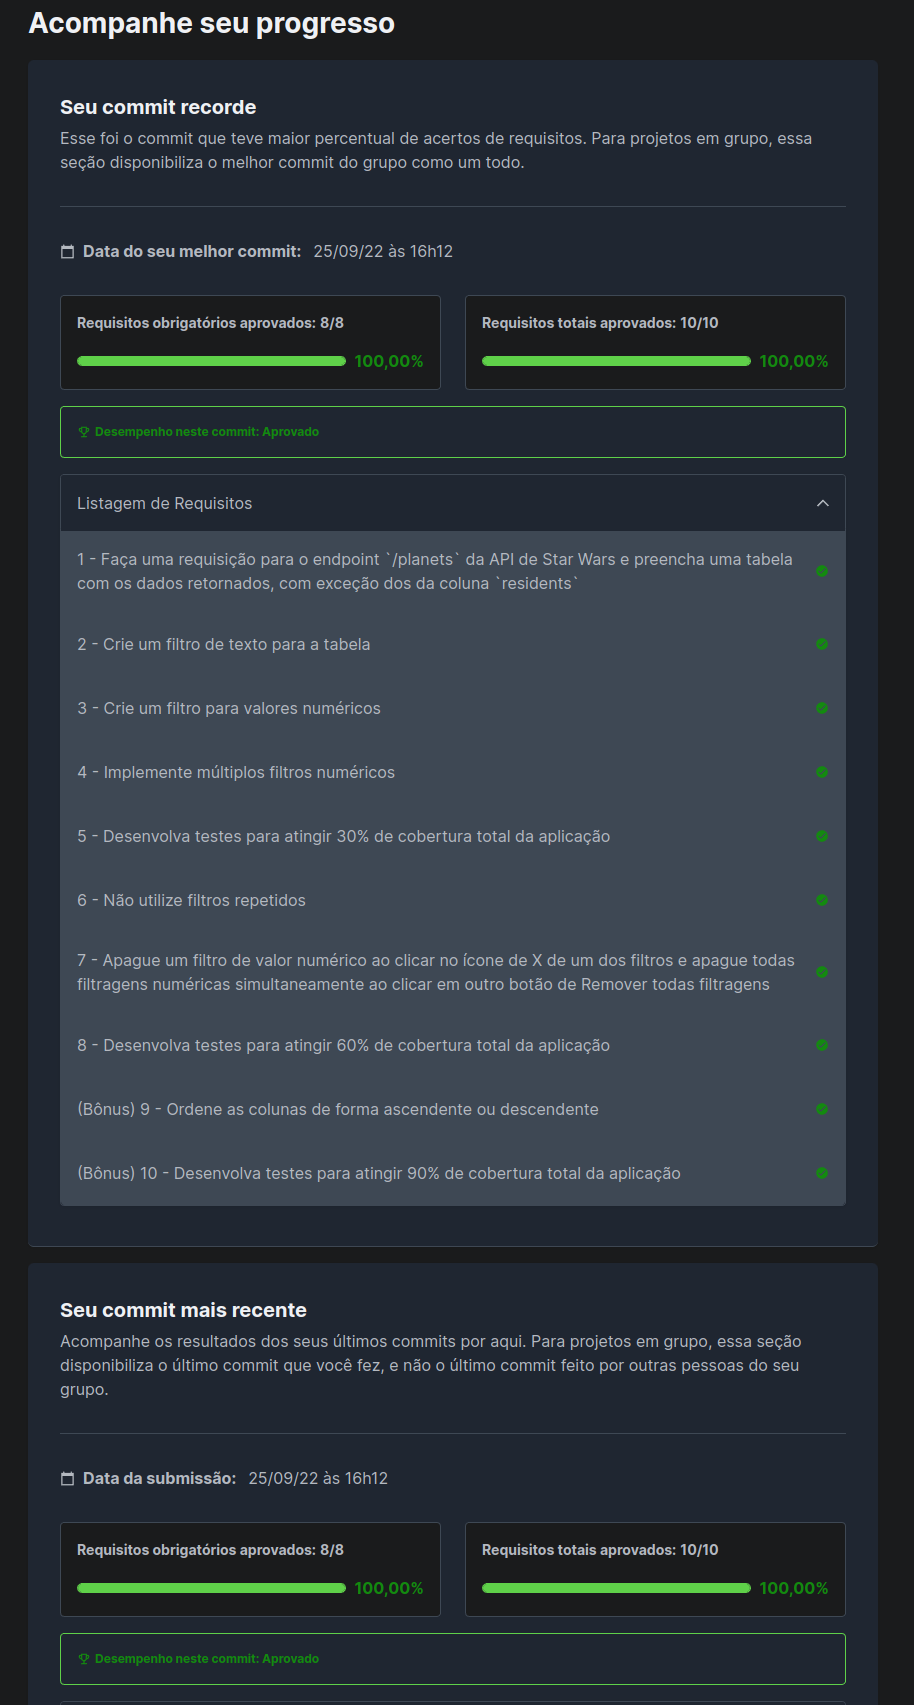 Acompanhe seu progresso
Seu commit recorde
Esse foi o commit que teve maior percentual de acertos de requisitos. Para projetos em grupo, essa
seção disponibiliza o melhor commit do grupo como um todo.
Data do seu melhor commit: 25/09/22 às 16h12
Requisitos obrigatórios aprovados: 8/8
100,00%
Requisitos totais aprovados: 10/10
100,00%
Desempenho neste commit: Aprovado
Listagem de Requisitos
1 - Faça uma requisição para o endpoint `/planets` da API de Star Wars e preencha uma tabela
com os dados retornados, com exceção dos da coluna `residents`
2 - Crie um filtro de texto para a tabela
3 - Crie um filtro para valores numéricos
4 - Implemente múltiplos filtros numéricos
5 - Desenvolva testes para atingir 30% de cobertura total da aplicação
6 - Não utilize filtros repetidos
7 - Apague um filtro de valor numérico ao clicar no ícone de X de um dos filtros e apague todas
filtragens numéricas simultaneamente ao clicar em outro botão de Remover todas filtragens
8 - Desenvolva testes para atingir 60% de cobertura total da aplicação
(Bônus) 9 - Ordene as colunas de forma ascendente ou descendente
(Bônus) 10 - Desenvolva testes para atingir 90% de cobertura total da aplicação
Seu commit mais recente
Acompanhe os resultados dos seus últimos commits por aqui. Para projetos em grupo, essa seção
disponibiliza o último commit que você fez, e não o último commit feito por outras pessoas do seu
grupo.
Data da submissão: 25/09/22 às 16h12
Requisitos obrigatórios aprovados: 8/8
100,00%
Requisitos totais aprovados: 10/10
100,00%
Desempenho neste commit: Aprovado